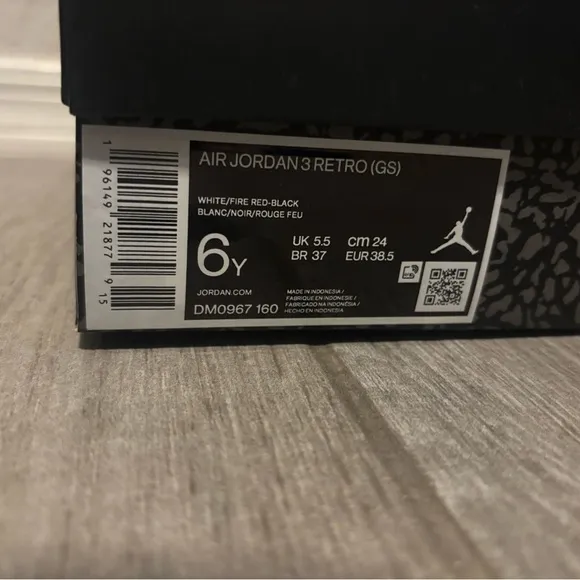 AIR JORDAN 3 RETRO (GS)
WHITE/FIRE RED-BLACK
BLANC/NOIR/ROUGE FEU
6Y
UK 5.5 cm 24
BR 37 EUR 38.5
JORDAN.COM
DM0967 160
MADE IN INDONESIA /
FABRIQUE EN INDONESIE /
FABRICADO NA INDONÉSIA /
HECHO EN INDONESIA
1 96149 21877 9 15